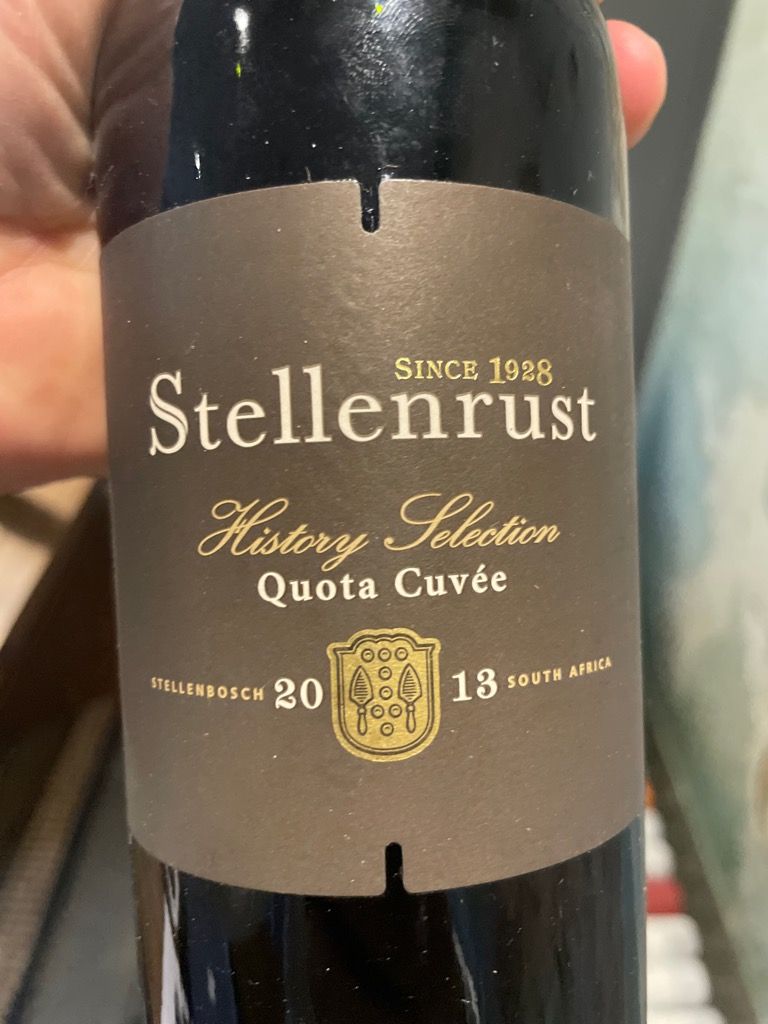 SINCE 1928
Stellenrust
History Selection
Quota Cuvée
STELLENBOSCH 20 13 SOUTH AFRICA